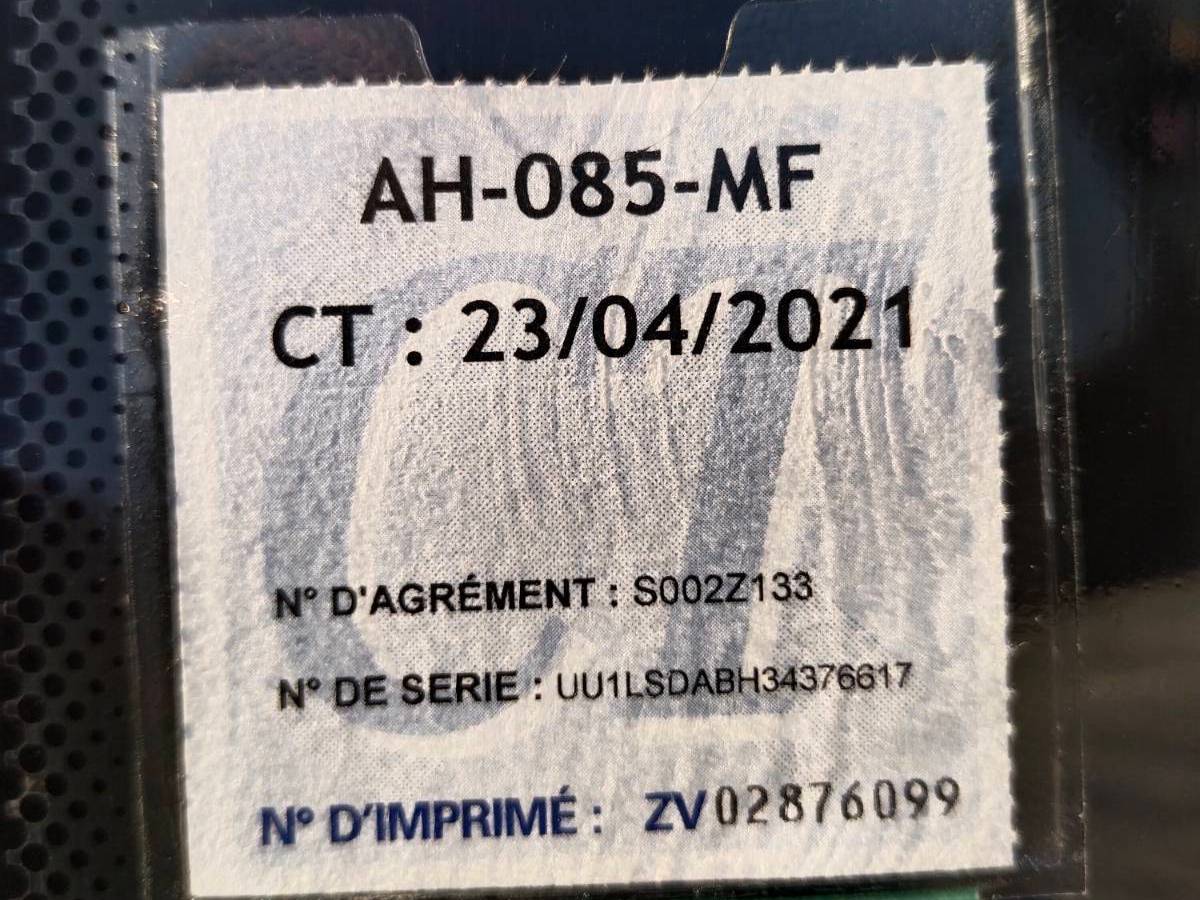 AH-085-MF
CT : 23/04/2021
N° D'AGRÉMENT : S002Z133
N° DE SERIE : UU1LSDABH34376617
N° D'IMPRIMÉ : ZV02876099